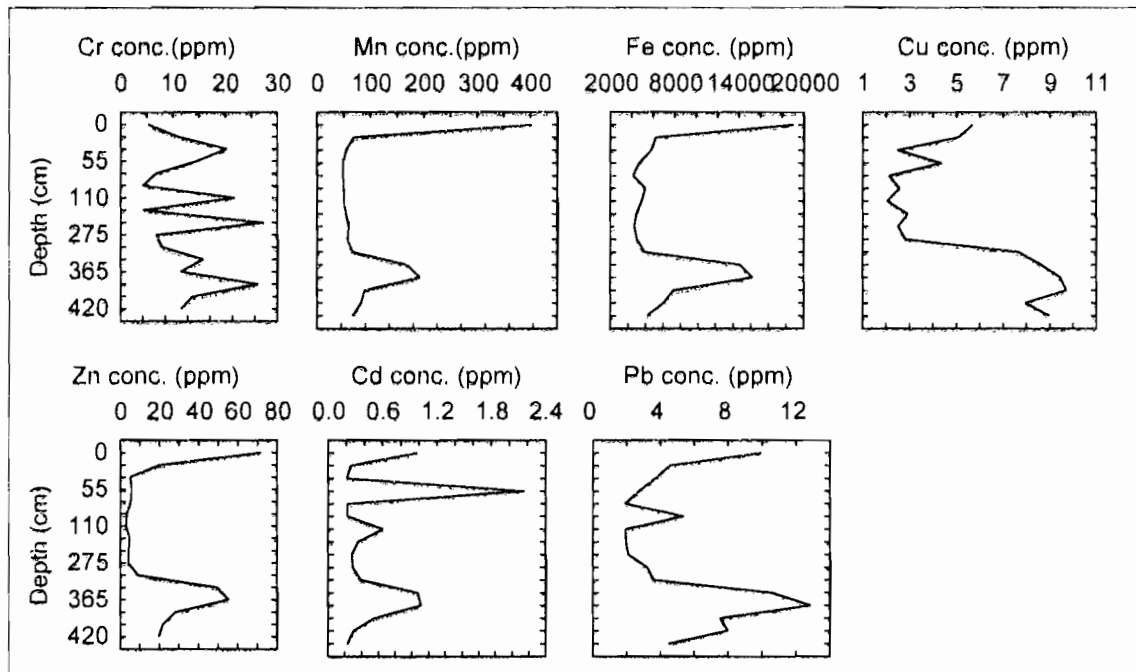 Cr conc.(ppm) Mn conc. (ppm) Fe conc. (ppm) Cu conc. (ppm)
0 10 20 30 0 100 200 300 400 2000 8000 14000 20000 1 3 5 7 9 11
Depth (cm)
0
55
110
275
365
420
Zn conc. (ppm) Cd conc. (ppm) Pb conc. (ppm)
0 20 40 60 80 0.0 0.6 1.2 1.8 2.4 0 4 8 12
Depth (cm)
0
55
110
275
365
420